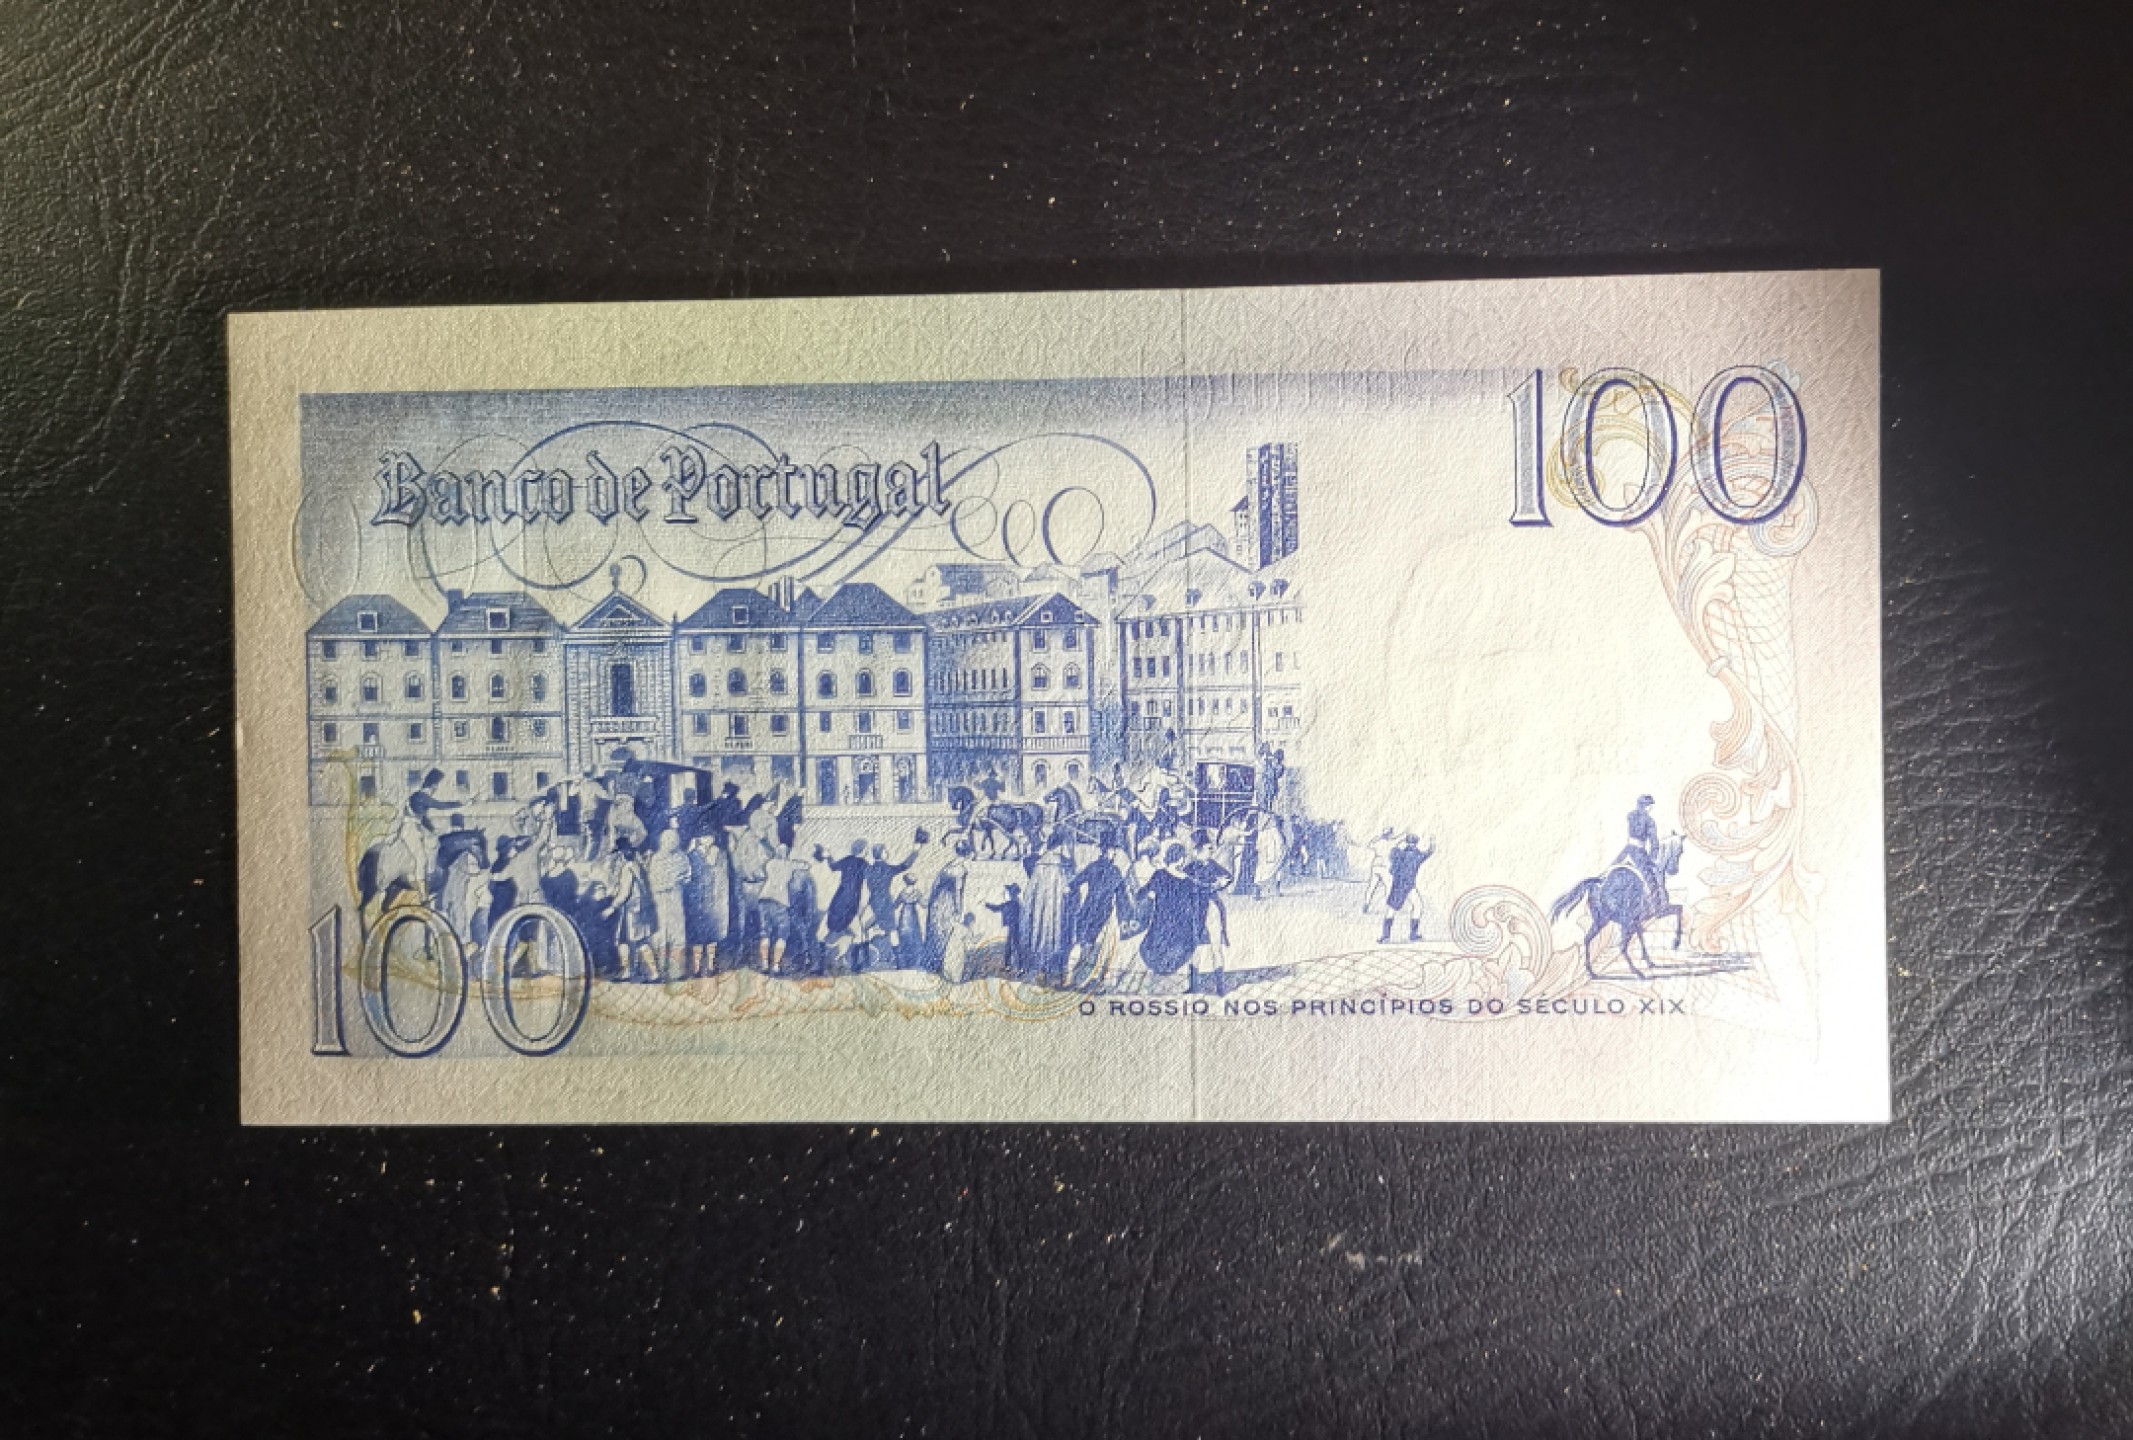 100
Banco de Portugal
100
O ROSSIO NOS PRINCÍPIOS DO SÉCULO XIX